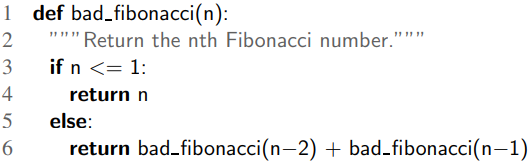 1 def bad_fibonacci(n):
2 """Return the nth Fibonacci number."""
3 if n <= 1:
4 return n
5 else:
6 return bad_fibonacci(n−2) + bad_fibonacci(n−1)